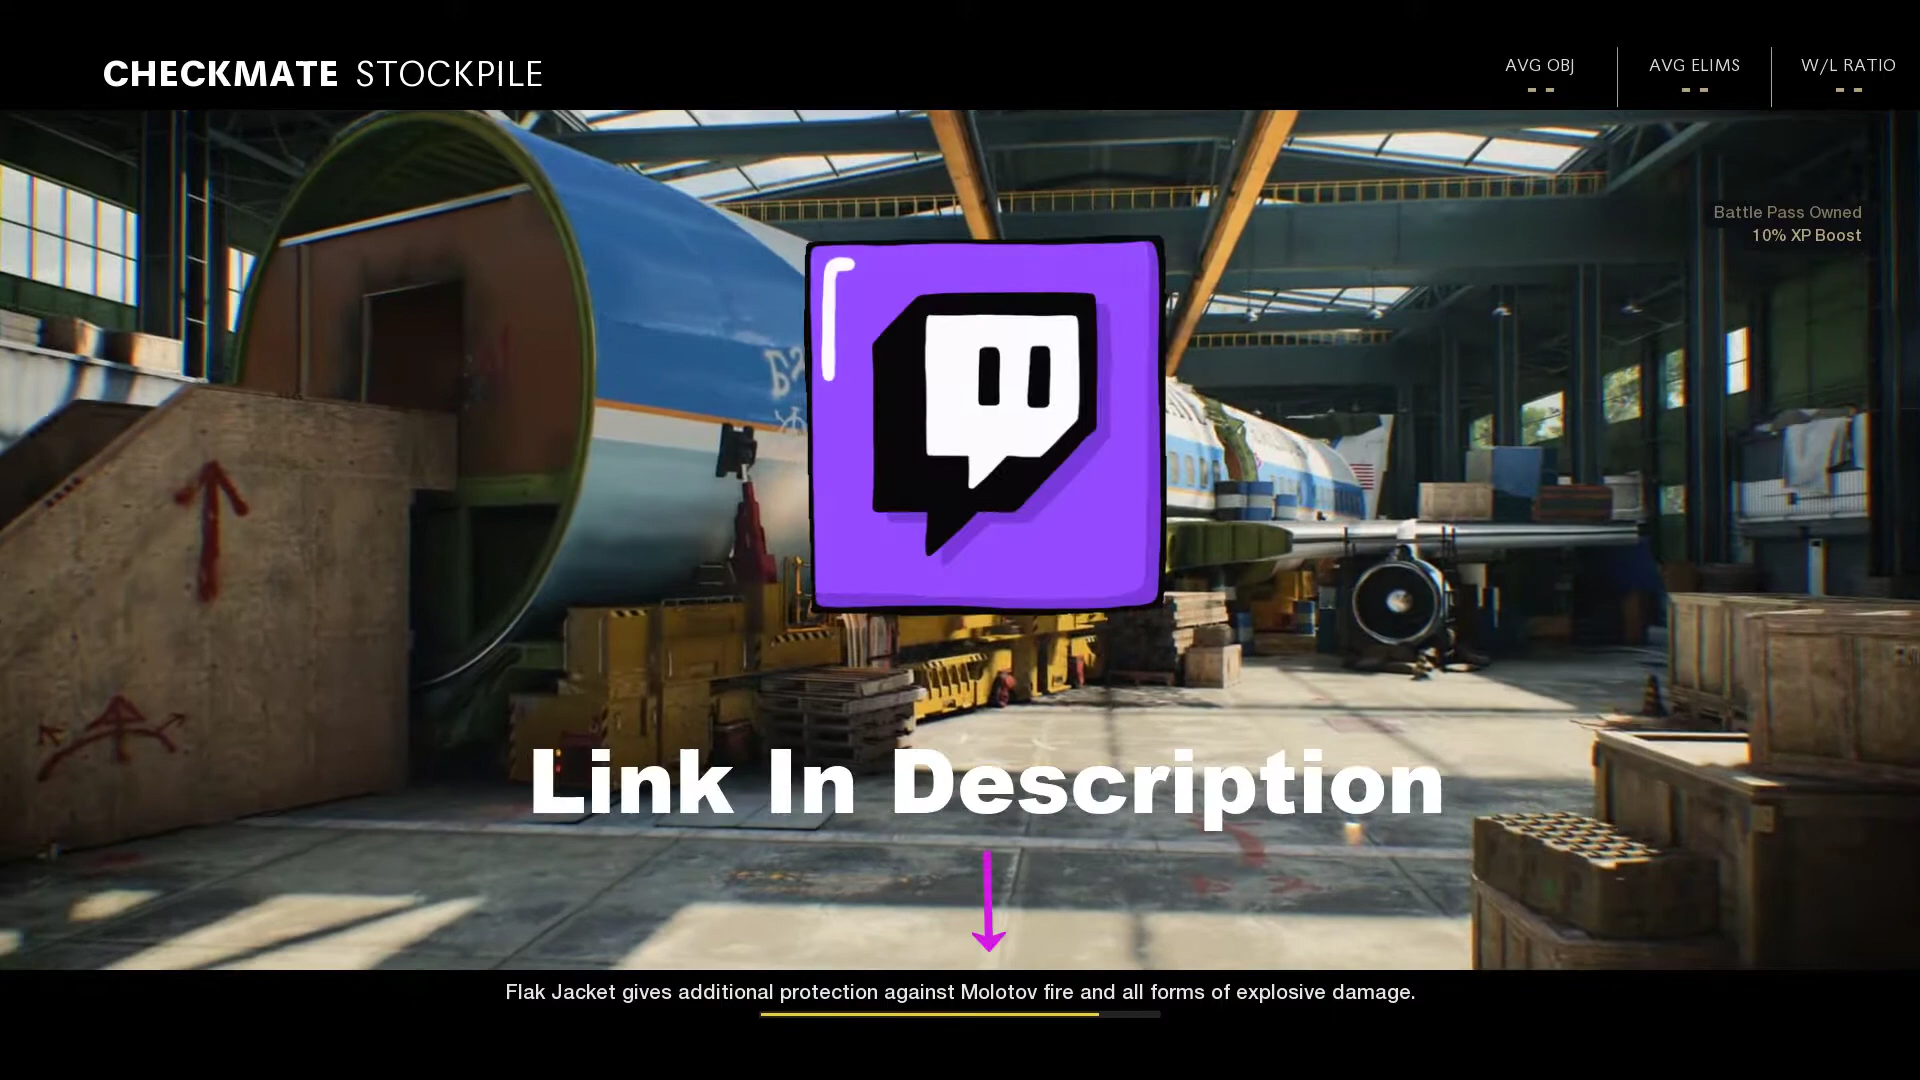 CHECKMATE STOCKPILE
AVG OBJ
- -
AVG ELIMS
- -
W/L RATIO
- -
Battle Pass Owned
10% XP Boost
Link In Description
Flak Jacket gives additional protection against Molotov fire and all forms of explosive damage.